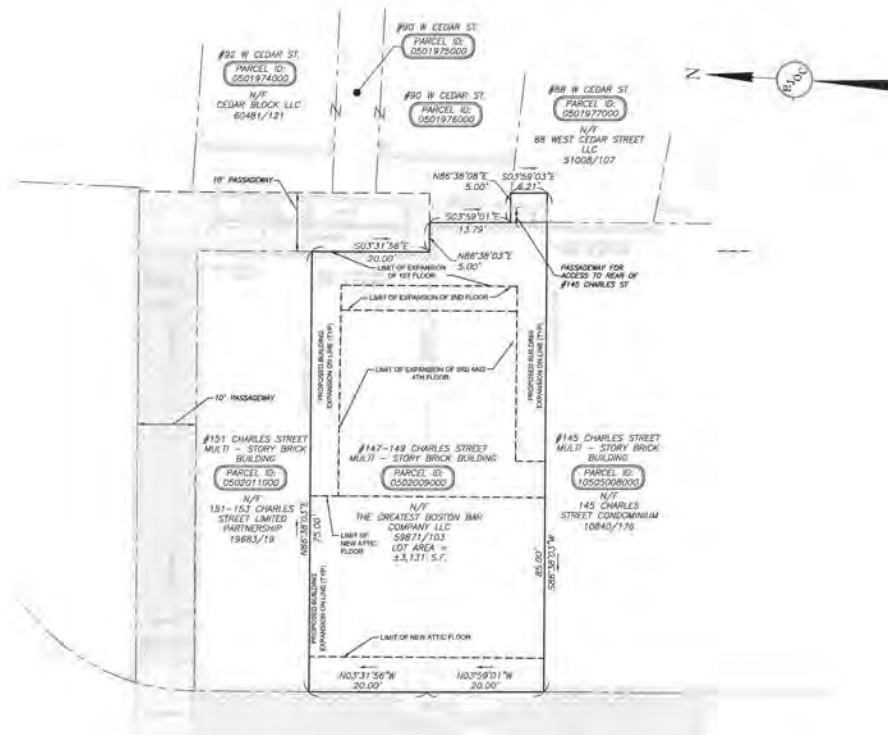 #90 W CEDAR ST.
PARCEL ID:
0501975000
#92 W CEDAR ST.
PARCEL ID:
0501974000
N/F
CEDAR BLOCK LLC
60481/121
#90 W CEDAR ST.
PARCEL ID:
0501976000
#88 W CEDAR ST
PARCEL ID:
0501977000
N/F
88 WEST CEDAR STREET
LLC
51008/107
N
N
N
PASSAGEWAY
N86°38'08"E
5.00'
S03°59'03"E
6.21'
S03°59'01"E
13.79'
S03°31'56"E
20.00'
N86°38'03"E
5.00'
LIMIT OF EXPANSION
OF 1ST FLOOR
LIMIT OF EXPANSION OF 2ND FLOOR
PASSAGEWAY FOR
ACCESS TO REAR OF
#145 CHARLES ST
PROPOSED BUILDING
EXPANSION ON LINE (TYP)
LIMIT OF EXPANSION OF 3RD AND
4TH FLOOR
PROPOSED BUILDING
EXPANSION ON LINE (TYP)
10' PASSAGEWAY
#151 CHARLES STREET
MULTI - STORY BRICK
BUILDING
PARCEL ID:
0502011000
N/F
151-153 CHARLES
STREET LIMITED
PARTNERSHIP
19683/19
#147-149 CHARLES STREET
MULTI - STORY BRICK BUILDING
PARCEL ID:
0502009000
N/F
THE GREATEST BOSTON BAR
COMPANY LLC
59871/103
LOT AREA =
±3,131 S.F.
#145 CHARLES STREET
MULTI - STORY BRICK
BUILDING
PARCEL ID:
10505008000
N/F
145 CHARLES
STREET CONDOMINIUM
10840/176
N86°38'03"E
75.00'
LIMIT OF
NEW ATTIC
FLOOR
85.00'
S86°38'03"W
PROPOSED BUILDING
EXPANSION ON LINE (TYP)
LIMIT OF NEW ATTIC FLOOR
N03°31'56"W
20.00'
N03°59'01"W
20.00'